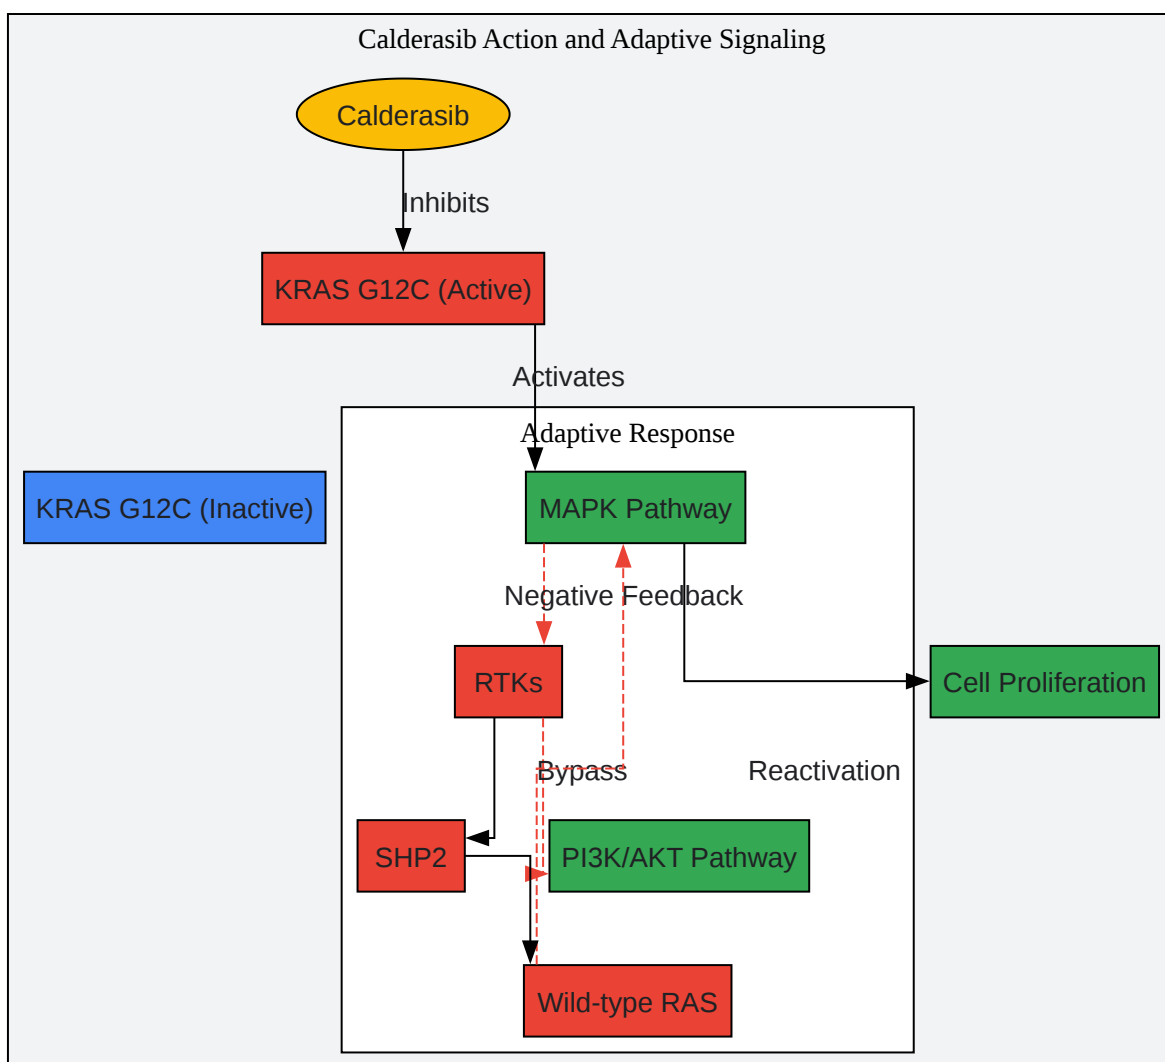 Calderasib Action and Adaptive Signaling
Calderasib
Inhibits
KRAS G12C (Active)
Activates
Adaptive Response
KRAS G12C (Inactive)
MAPK Pathway
Negative Feedback
RTKs
Cell Proliferation
Bypass
Reactivation
SHP2
PI3K/AKT Pathway
Wild-type RAS